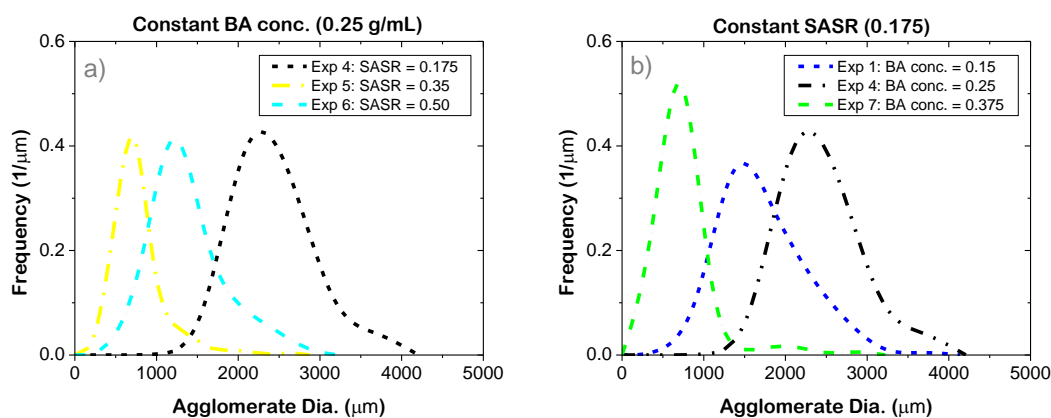 Constant BA conc. (0.25 g/mL)
a)
Exp 4: SASR = 0.175
Exp 5: SASR = 0.35
Exp 6: SASR = 0.50
Frequency (1/μm)
0.6
0.4
0.2
0.0
0 1000 2000 3000 4000 5000
Agglomerate Dia. (μm)
Constant SASR (0.175)
b)
Exp 1: BA conc. = 0.15
Exp 4: BA conc. = 0.25
Exp 7: BA conc. = 0.375
Frequency (1/μm)
0.6
0.4
0.2
0.0
0 1000 2000 3000 4000 5000
Agglomerate Dia. (μm)